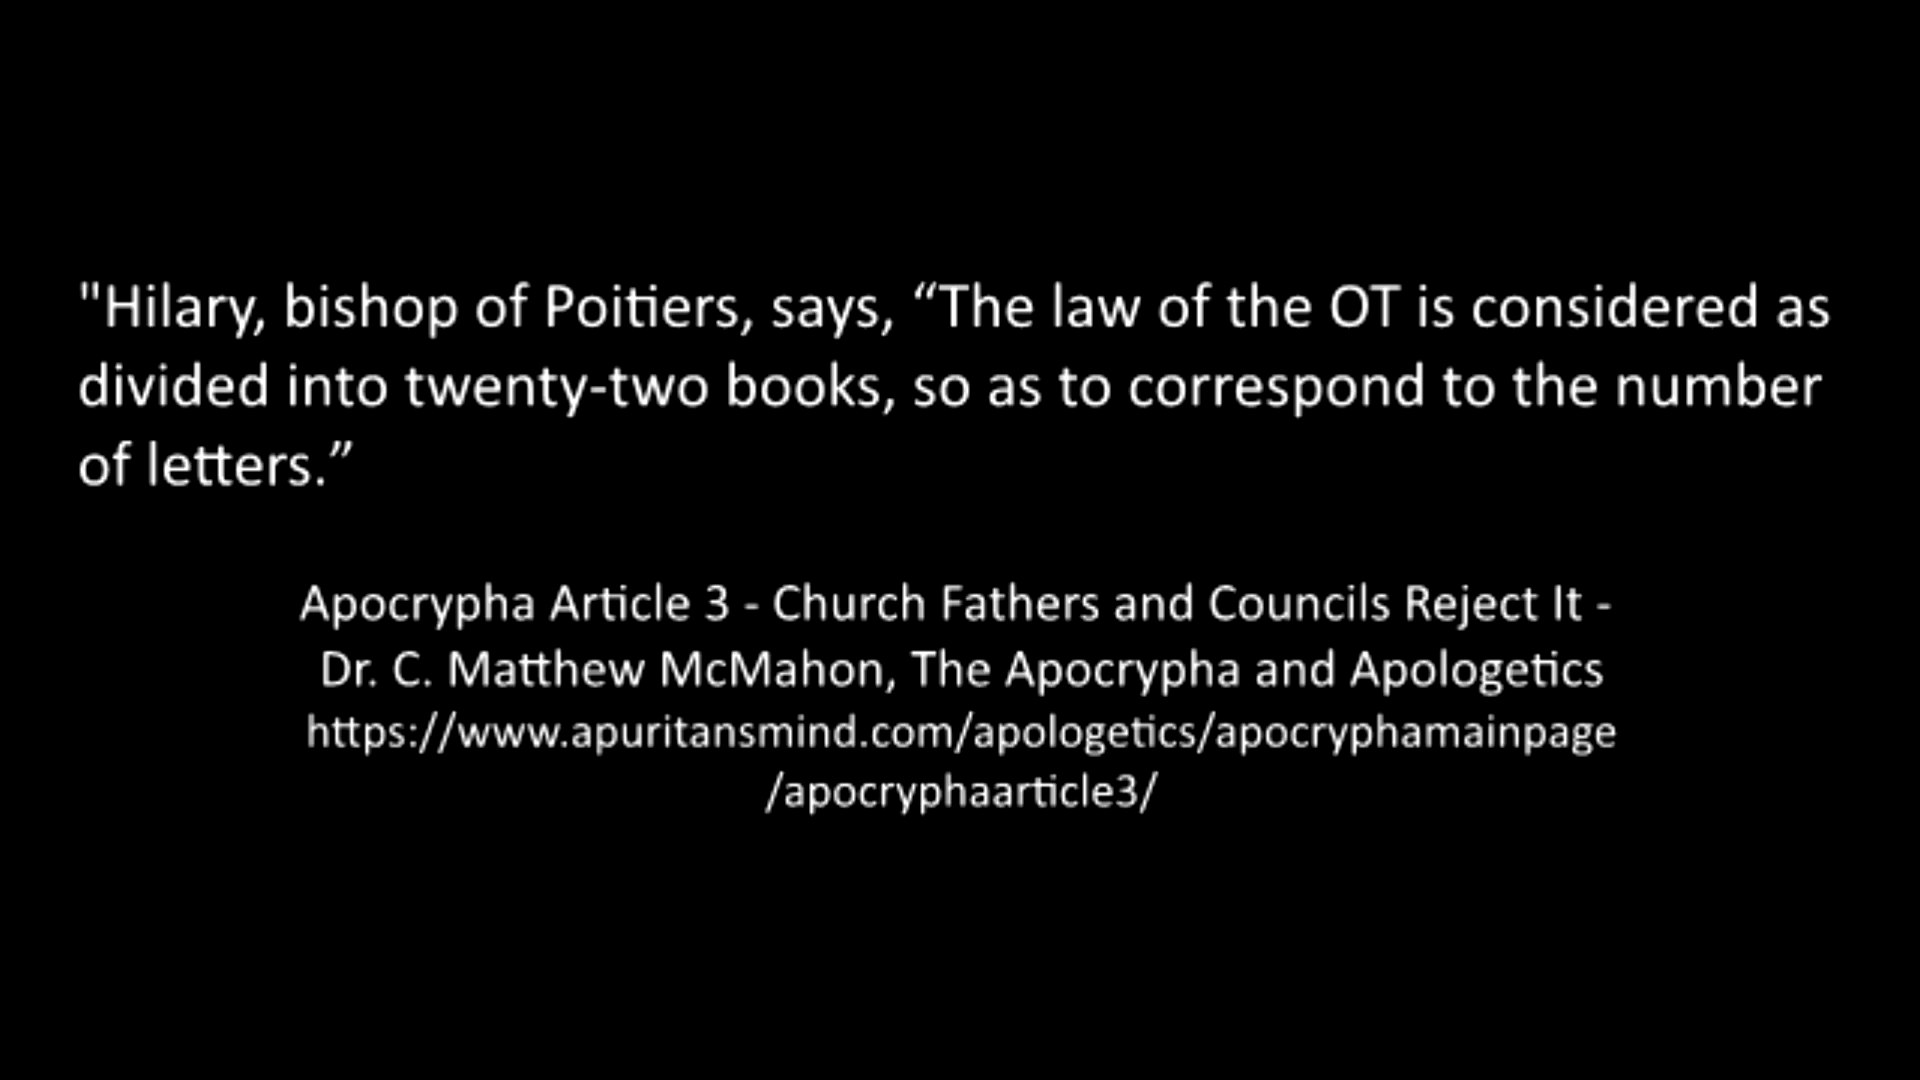 "Hilary, bishop of Poitiers, says, “The law of the OT is considered as
divided into twenty-two books, so as to correspond to the number
of letters.”
Apocrypha Article 3 - Church Fathers and Councils Reject It -
Dr. C. Matthew McMahon, The Apocrypha and Apologetics
https://www.apuritansmind.com/apologetics/apocryphamainpage
/apocryphaarticle3/